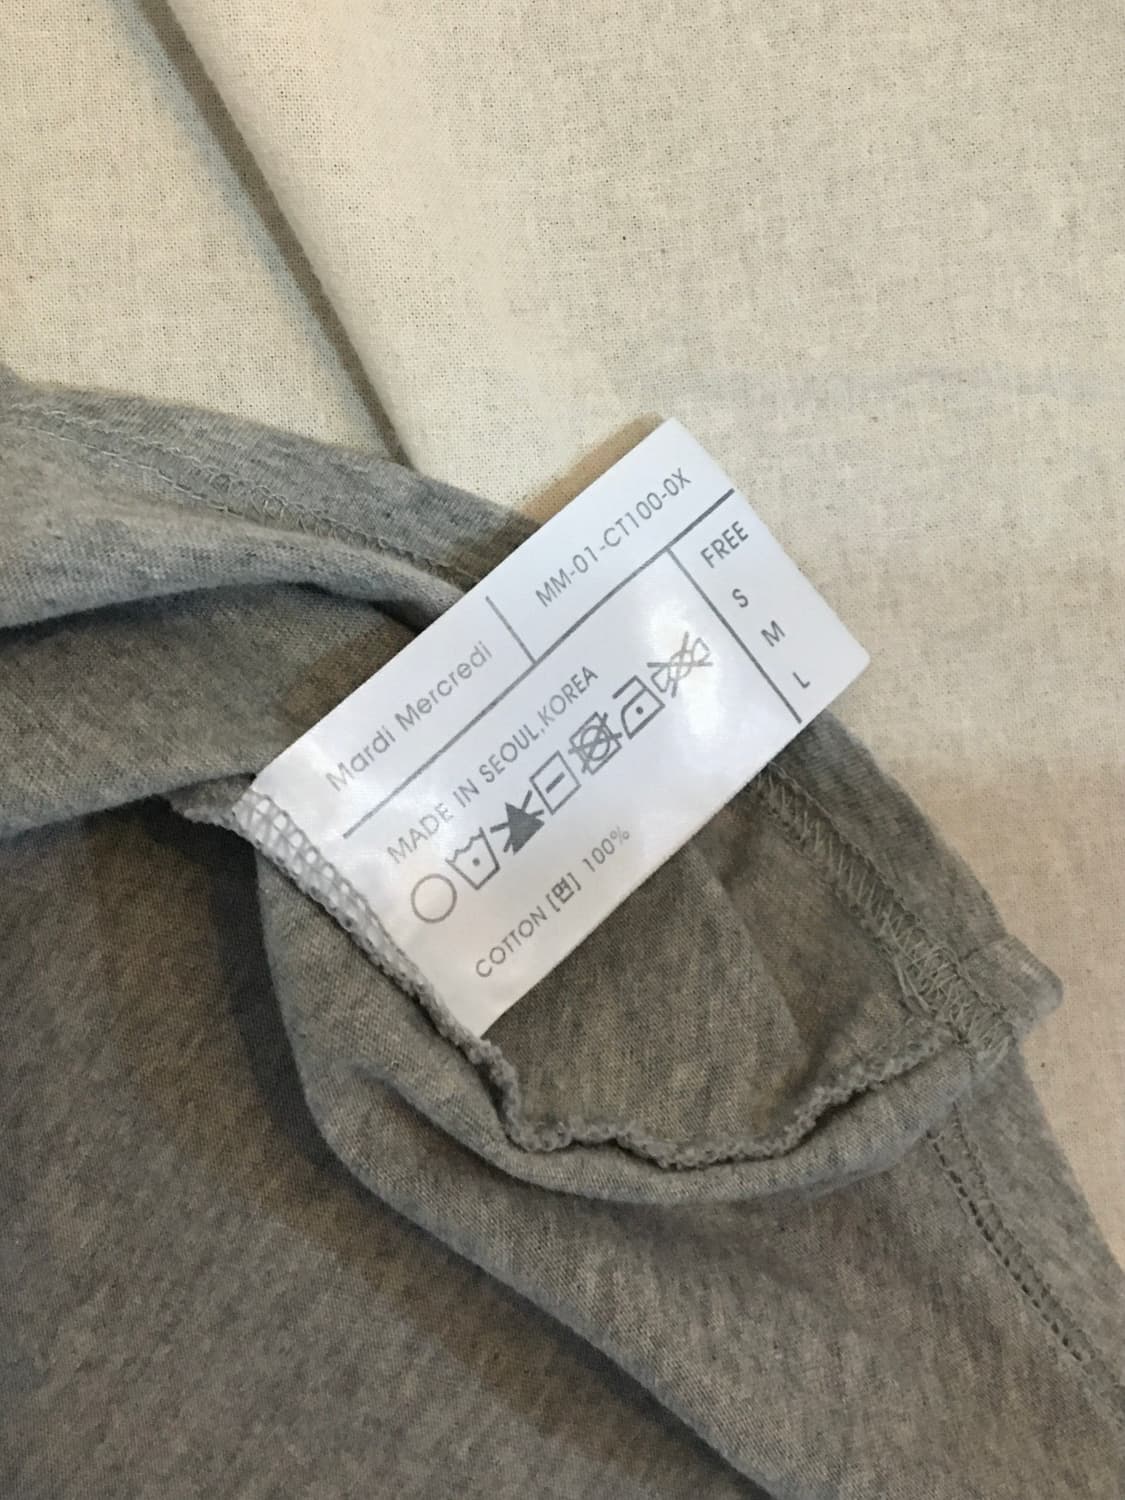 Mardi Mercredi
MM-01-CT100-0X
MADE IN SEOUL,KOREA
COTTON [면] 100%
FREE
S
M
L